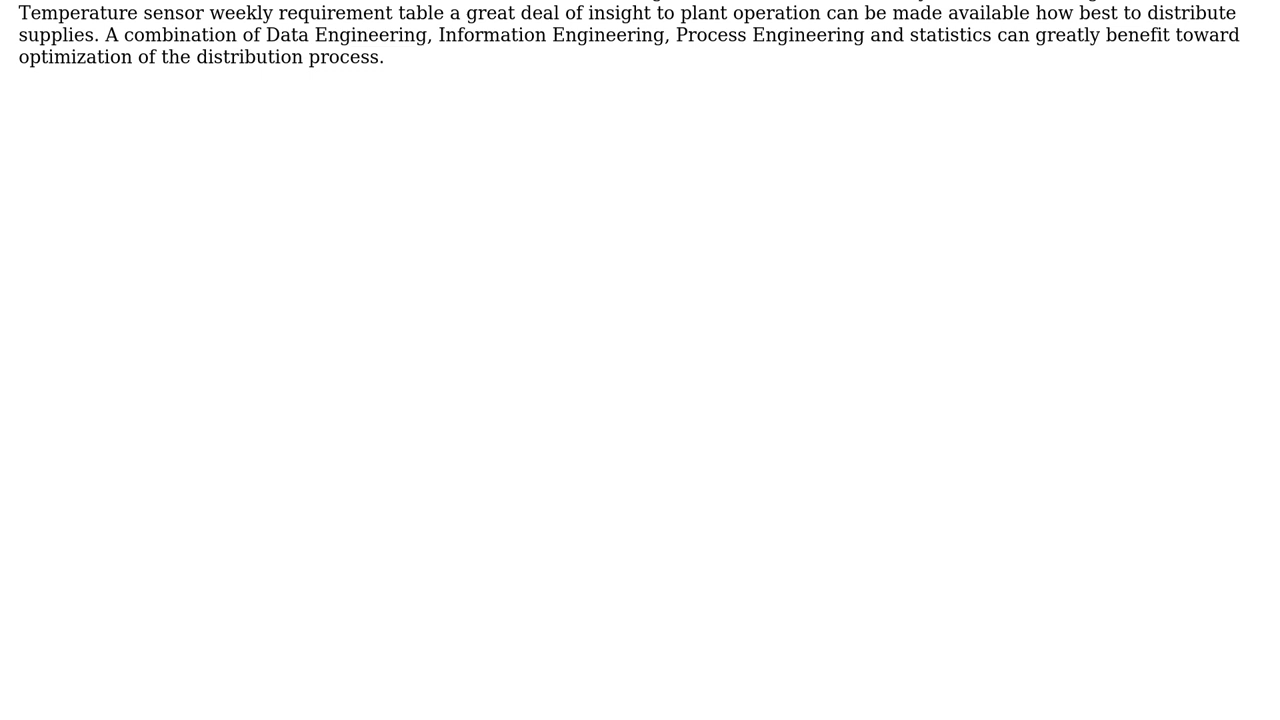 Temperature sensor weekly requirement table a great deal of insight to plant operation can be made available how best to distribute
supplies. A combination of Data Engineering, Information Engineering, Process Engineering and statistics can greatly benefit toward
optimization of the distribution process.